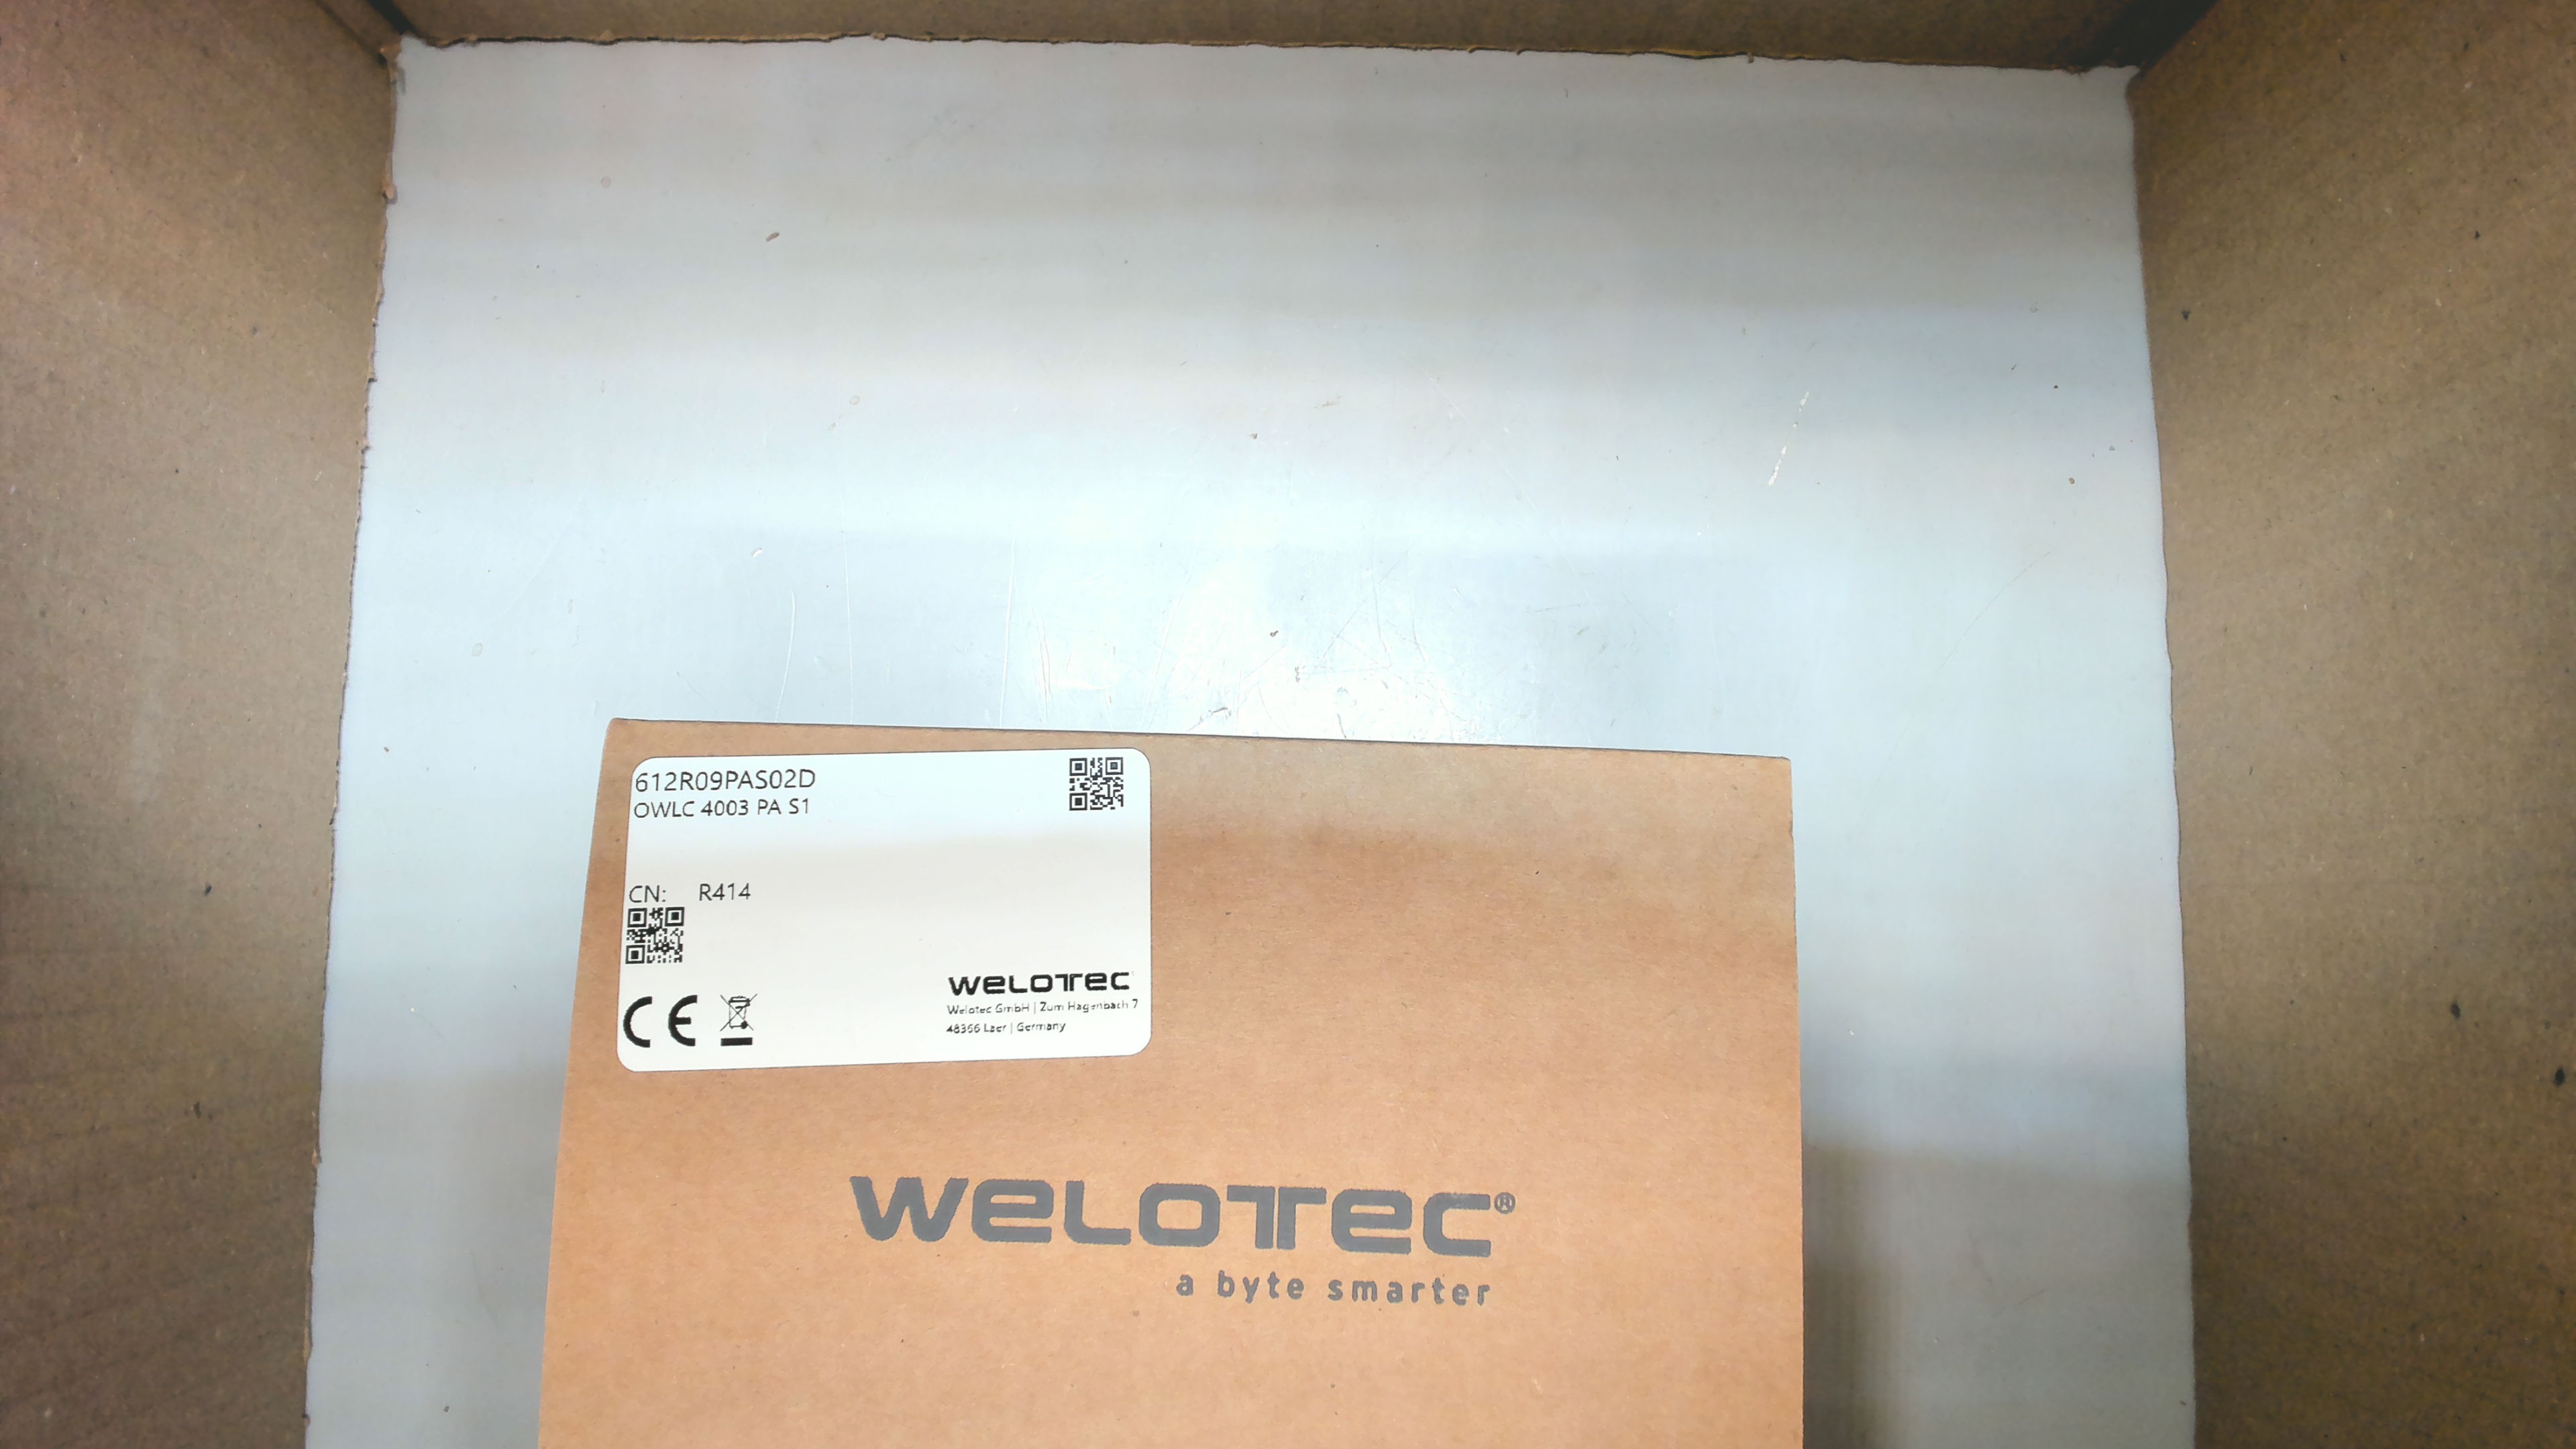 612R09PAS02D
OWLC 4003 PA S1
CN: R414
CE
WELOTEC
Welotec GmbH | Zum Hagenbach 7
48366 Laer | Germany
WELOTEC®
a byte smarter